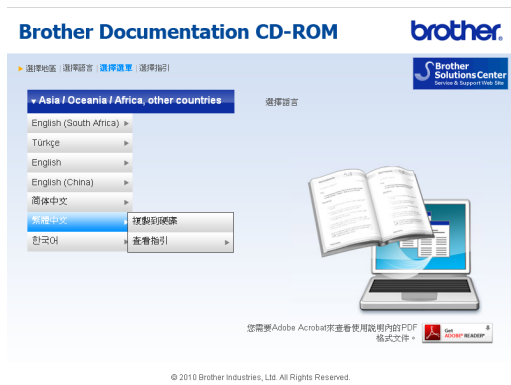 Brother Documentation CD-ROM
brother
選擇地區 | 選擇語言 | 選擇選單 | 選擇指引
Brother
SolutionsCenter
Service & Support Web Site
Asia / Oceania / Africa, other countries
選擇語言
English (South Africa)
Türkçe
English
English (China)
简体中文
繁體中文
複製到硬碟
한국어
查看指引
您需要Adobe Acrobat來查看使用說明內的PDF
格式文件。
Get
ADOBE® READER®
© 2010 Brother Industries, Ltd. All Rights Reserved.